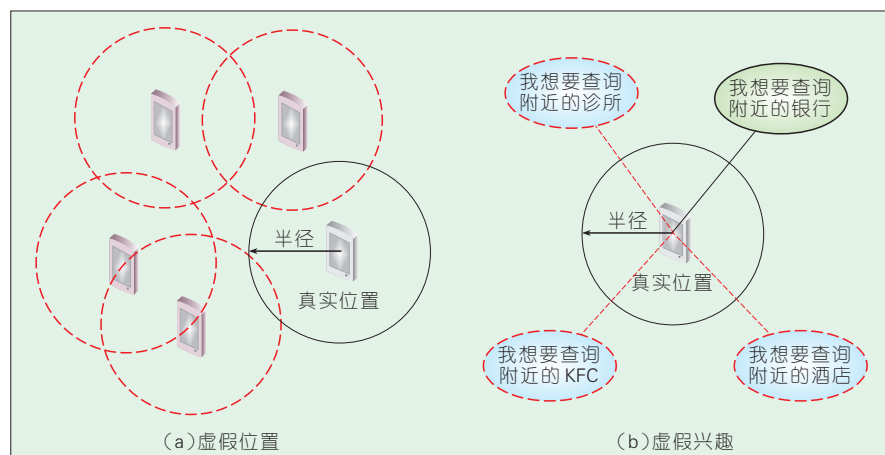 我想要查询
附近的诊所
我想要查询
附近的银行
半径
真实位置
半径
真实位置
我想要查询
附近的KFC
我想要查询
附近的酒店
(a)虚假位置
(b)虚假兴趣